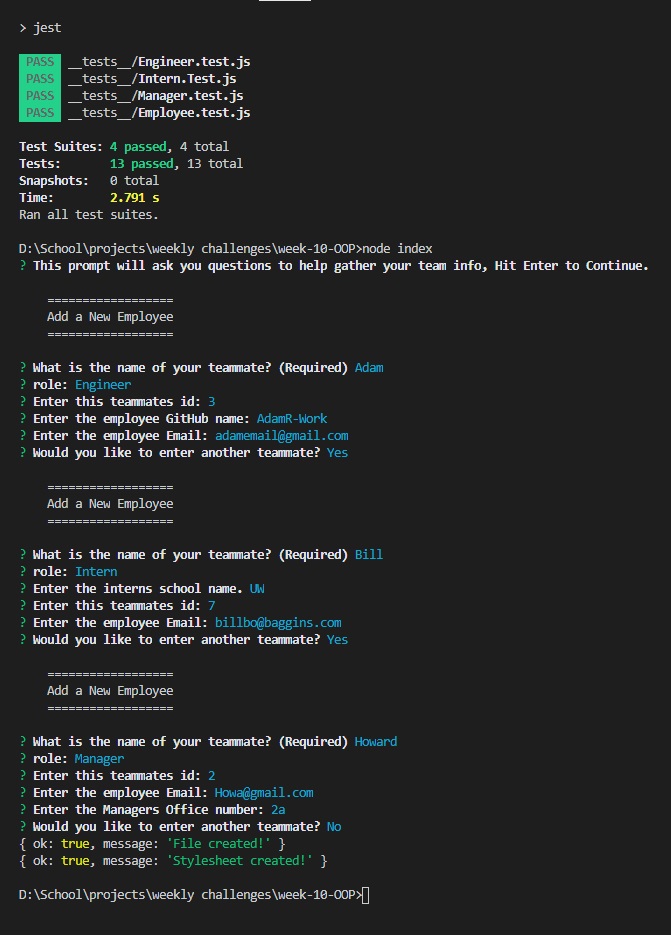 > jest
PASS __tests__/Engineer.test.js
PASS __tests__/Intern.Test.js
PASS __tests__/Manager.test.js
PASS __tests__/Employee.test.js
Test Suites: 4 passed, 4 total
Tests: 13 passed, 13 total
Snapshots: 0 total
Time: 2.791 s
Ran all test suites.
D:\School\projects\weekly challenges\week-10-OOP>node index
? This prompt will ask you questions to help gather your team info, Hit Enter to Continue.
==================
Add a New Employee
==================
? What is the name of your teammate? (Required) Adam
? role: Engineer
? Enter this teammates id: 3
? Enter the employee GitHub name: AdamR-Work
? Enter the employee Email: adamemail@gmail.com
? Would you like to enter another teammate? Yes
==================
Add a New Employee
==================
? What is the name of your teammate? (Required) Bill
? role: Intern
? Enter the interns school name. UW
? Enter this teammates id: 7
? Enter the employee Email: billbo@baggins.com
? Would you like to enter another teammate? Yes
==================
Add a New Employee
==================
? What is the name of your teammate? (Required) Howard
? role: Manager
? Enter this teammates id: 2
? Enter the employee Email: Howa@gmail.com
? Enter the Managers Office number: 2a
? Would you like to enter another teammate? No
{ ok: true, message: 'File created!' }
{ ok: true, message: 'Stylesheet created!' }
D:\School\projects\weekly challenges\week-10-OOP>